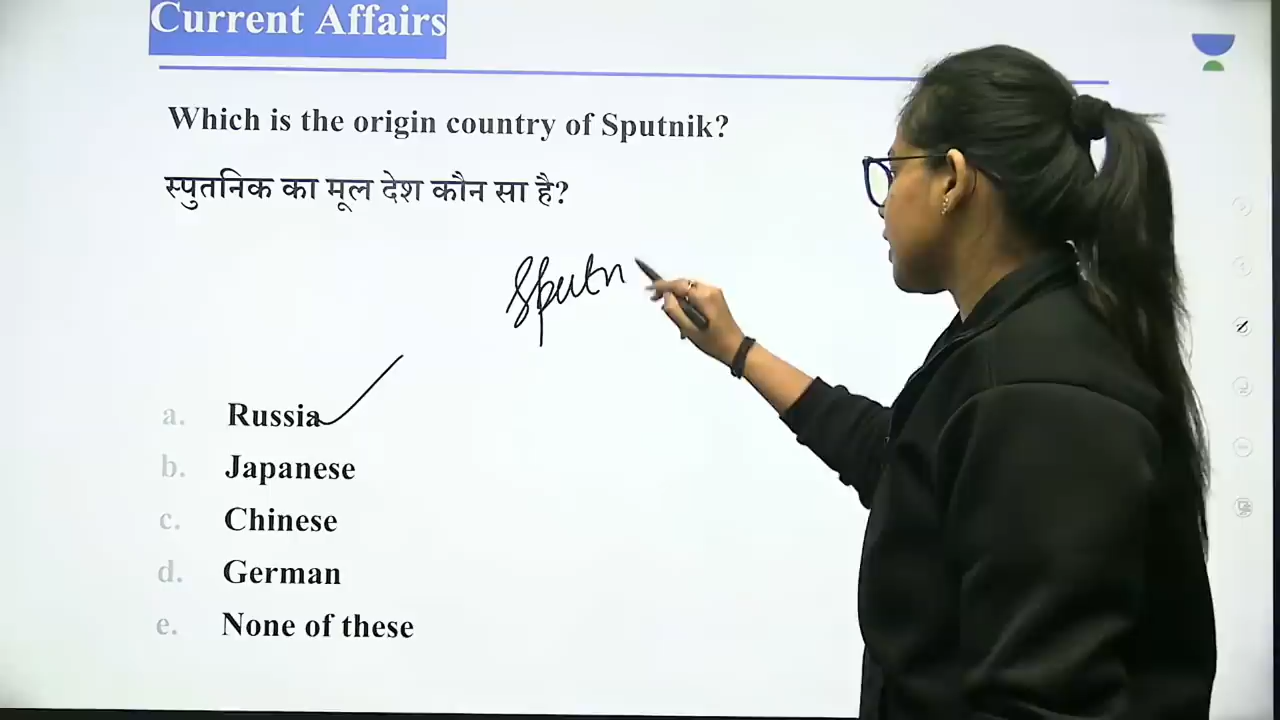 Current Affairs
Which is the origin country of Sputnik?
स्पुतनिक का मूल देश कौन सा है?
Sputn
a. Russia
b. Japanese
c. Chinese
d. German
e. None of these